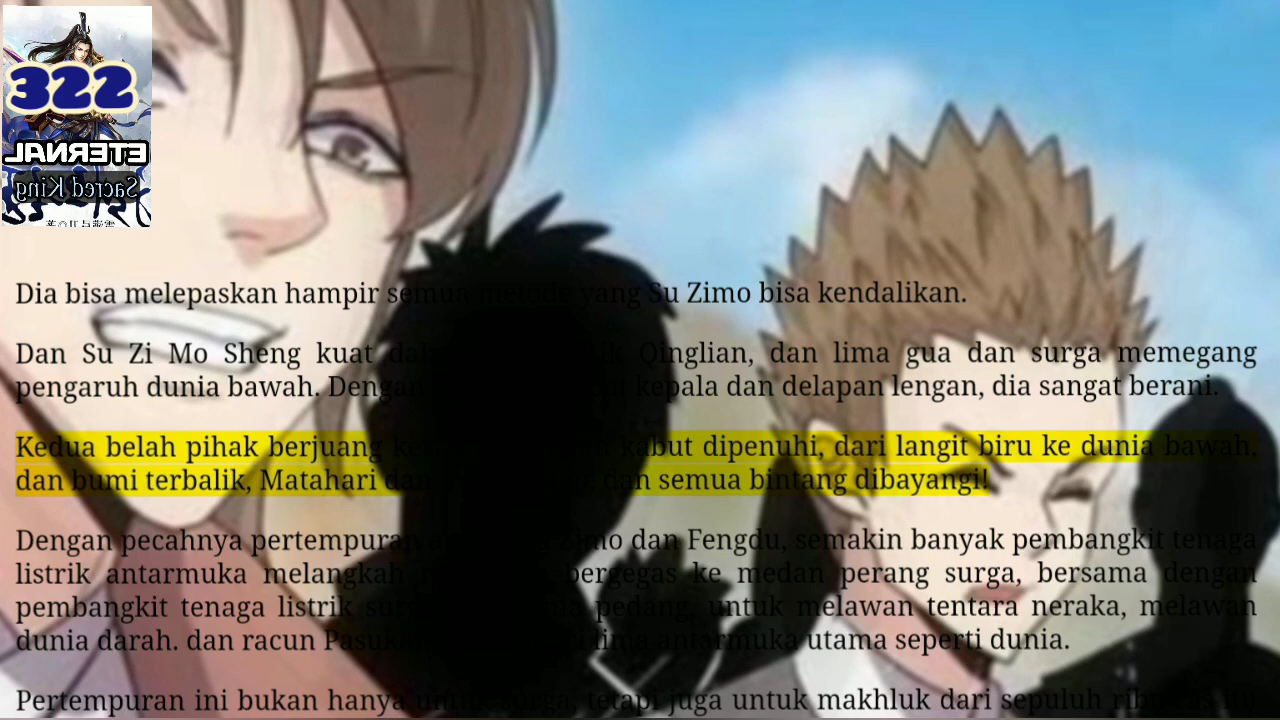 322
ETERNAL
Sacred King
Dia bisa melepaskan hampir semua metode yang Su Zimo bisa kendalikan.
Dan Su Zi Mo Sheng kuat Qinglian, dan lima gua dan surga memegang
pengaruh dunia bawah. Dengan kepala dan delapan lengan, dia sangat berani.
Kedua belah pihak berjuang kabut dipenuhi, dari langit biru ke dunia bawah,
dan bumi terbalik, Matahari dan semua bintang dibayangi!
Dengan pecahnya pertempuran Zimo dan Fengdu, semakin banyak pembangkit tenaga
listrik antarmuka melangkah bergegas ke medan perang surga, bersama dengan
pembangkit tenaga listrik pedang, untuk melawan tentara neraka, melawan
dunia darah. dan racun lima antarmuka utama seperti dunia.
Pertempuran ini bukan hanya untuk surga, tetapi juga untuk makhluk dari sepuluh